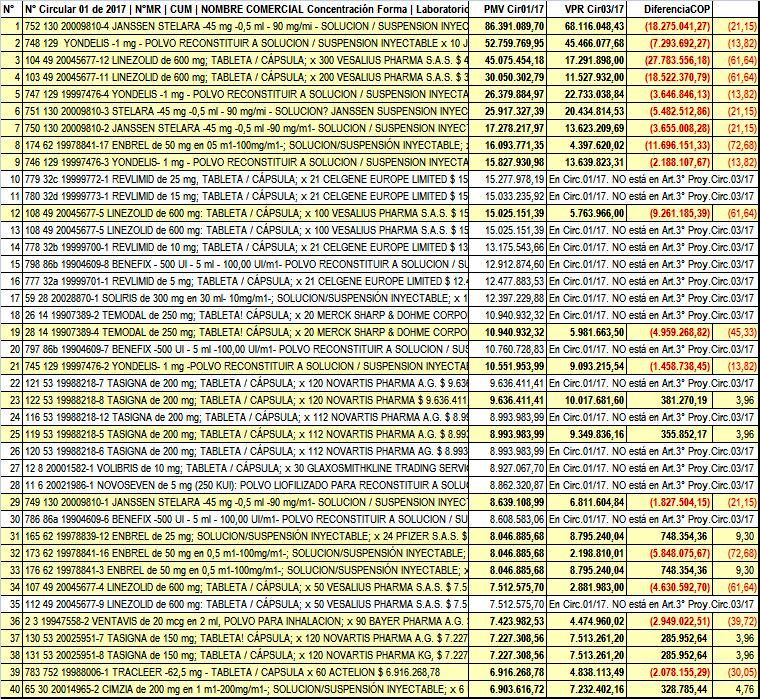 N° N° Circular 01 de 2017 | N°MR | CUM | NOMBRE COMERCIAL Concentración Forma | Laboratorio PMV Cir01/17 VPR Cir03/17 DiferenciaCOP
1 752 130 20009810-4 JANSSEN STELARA -45 mg -0,5 ml - 90 mg/mi - SOLUCION / SUSPENSION INYEC 86.391.089,70 68.116.048,43 (18.275.041,27) (21,15)
2 748 129 YONDELIS -1 mg - POLVO RECONSTITUIR A SOLUCION / SUSPENSION INYECTABLE x 10 J 52.759.769,95 45.466.077,68 (7.293.692,27) (13,82)
3 104 49 20045677-12 LINEZOLID de 600 mg; TABLETA / CÁPSULA; x 300 VESALIUS PHARMA S.A.S. $ 4 45.075.454,18 17.291.898,00 (27.783.556,18) (61,64)
4 103 49 20045677-11 LINEZOLID de 600 mg; TABLETA / CÁPSULA; x 200 VESALIUS PHARMA S.A.S. $ 3 30.050.302,79 11.527.932,00 (18.522.370,79) (61,64)
5 747 129 19997476-4 YONDELIS -1 mg - POLVO RECONSTITUIR A SOLUCION / SUSPENSION INYECTA 26.379.884,97 22.733.038,84 (3.646.846,13) (13,82)
6 751 130 20009810-3 STELARA -45 mg -0,5 ml - 90 mg/mi - SOLUCION? JANSSEN SUSPENSION INYEC 25.917.327,39 20.434.814,53 (5.482.512,86) (21,15)
7 750 130 20009810-2 JANSSEN STELARA -45 mg -0,5 ml -90 mg/ml - SOLUCION / SUSPENSION INYECT 17.278.217,97 13.623.209,69 (3.655.008,28) (21,15)
8 174 62 19978841-17 ENBREL de 50 mg en 05 m1-100mg/m1-; SOLUCION/SUSPENSIÓN INYECTABLE; x 16.093.771,35 4.397.620,02 (11.696.151,33) (72,68)
9 746 129 19997476-3 YONDELIS- 1 mg - POLVO RECONSTITUIR A SOLUCION / SUSPENSION INYECTA 15.827.930,98 13.639.823,31 (2.188.107,67) (13,82)
10 779 32c 19999772-1 REVLIMID de 25 mg, TABLETA / CÁPSULA; x 21 CELGENE EUROPE LIMITED $ 15 15.277.978,19 En Circ.01/17. NO está en Art.3° Proy.Circ.03/17
11 780 32d 19999773-1 REVLIMID de 15 mg; TABLETA / CÁPSULA; x 21 CELGENE EUROPE LIMITED $ 15 15.033.235,92 En Circ.01/17. NO está en Art.3° Proy.Circ.03/17
12 108 49 20045677-5 LINEZOLID de 600 mg; TABLETA / CÁPSULA; x 100 VESALIUS PHARMA S.A.S. $ 15 15.025.151,39 5.763.966,00 (9.261.185,39) (61,64)
13 108 49 20045677-5 LINEZOLID de 600 mg; TABLETA / CÁPSULA; x 100 VESALIUS PHARMA S.A.S. $ 15 15.025.151,39 En Circ.01/17. NO está en Art.3° Proy.Circ.03/17
14 778 32b 19999700-1 REVLIMID de 10 mg; TABLETA / CÁPSULA; x 21 CELGENE EUROPE LIMITED $ 13 13.175.543,66 En Circ.01/17. NO está en Art.3° Proy.Circ.03/17
15 798 86b 19904609-8 BENEFIX - 500 UI - 5 ml - 100,00 UI/m1- POLVO RECONSTITUIR A SOLUCION / SU 12.912.874,60 En Circ.01/17. NO está en Art.3° Proy.Circ.03/17
16 777 32a 19999701-1 REVLIMID de 5 mg; TABLETA / CÁPSULA; x 21 CELGENE EUROPE LIMITED $ 12.4 12.477.883,53 En Circ.01/17. NO está en Art.3° Proy.Circ.03/17
17 59 28 20028870-1 SOLIRIS de 300 mg en 30 ml- 10mg/m1-; SOLUCION/SUSPENSIÓN INYECTABLE; x 1 12.397.229,88 En Circ.01/17. NO está en Art.3° Proy.Circ.03/17
18 26 14 19907389-2 TEMODAL de 250 mg; TABLETA! CÁPSULA; x 20 MERCK SHARP & DOHME CORPO 10.940.932,32 En Circ.01/17. NO está en Art.3° Proy.Circ.03/17
19 28 14 19907389-4 TEMODAL de 250 mg; TABLETA! CÁPSULA; x 20 MERCK SHARP & DOHME CORPO 10.940.932,32 5.981.663,50 (4.959.268,82) (45,33)
20 797 86b 19904609-7 BENEFIX -500 UI - 5 ml -100,00 UI/m1- POLVO RECONSTITUIR A SOLUCION / SUS 10.760.728,83 En Circ.01/17. NO está en Art.3° Proy.Circ.03/17
21 745 129 19997476-2 YONDELIS- 1 mg -POLVO RECONSTITUIR A SOLUCION / SUSPENSION INYECTAB 10.551.953,99 9.093.215,54 (1.458.738,45) (13,82)
22 121 53 19988218-7 TASIGNA de 200 mg; TABLETA / CÁPSULA; x 120 NOVARTIS PHARMA A.G. $ 9.636 9.636.411,41 En Circ.01/17. NO está en Art.3° Proy.Circ.03/17
23 122 53 19988218-8 TASIGNA de 200 mg; TABLETA / CAPSULA; x 120 NOVARTIS PHARMA $ 9.636.411 9.636.411,41 10.017.681,60 381.270,19 3,96
24 116 53 19988218-12 TASIGNA de 200 mg; TABLETA / CÁPSULA; x 112 NOVARTIS PHARMA A.G. $ 8.99 8.993.983,99 En Circ.01/17. NO está en Art.3° Proy.Circ.03/17
25 119 53 19988218-5 TASIGNA de 200 mg; TABLETA / CÁPSULA; x 112 NOVARTIS PHARMA A.G. $ 8.993 8.993.983,99 9.349.836,16 355.852,17 3,96
26 120 53 19988218-6 TASIGNA de 200 mg; TABLETA / CÁPSULA; x 112 NOVARTIS PHARMA AG. $ 8.993 8.993.983,99 En Circ.01/17. NO está en Art.3° Proy.Circ.03/17
27 12 8 20001582-1 VOLIBRIS de 10 mg; TABLETA / CÁPSULA; x 30 GLAXOSMITHKLINE TRADING SERVIC 8.927.067,70 En Circ.01/17. NO está en Art.3° Proy.Circ.03/17
28 11 6 20021986-1 NOVOSEVEN de 5 mg (250 KUI): POLVO LIOFILIZADO PARA RECONSTITUIR A SOLU 8.862.320,87 En Circ.01/17. NO está en Art.3° Proy.Circ.03/17
29 749 130 20009810-1 JANSSEN STELARA -45 mg -0,5 ml -90 mg/m1- SOLUCION / SUSPENSION INYEC 8.639.108,99 6.811.604,84 (1.827.504,15) (21,15)
30 786 86a 19904609-6 BENEFIX -500 UI - 5 ml - 100,00 UI/m1- POLVO RECONSTITUIR A SOLUCION / SU 8.608.583,06 En Circ.01/17. NO está en Art.3° Proy.Circ.03/17
31 165 62 19978839-12 ENBREL de 25 mg; SOLUCION/SUSPENSIÓN INYECTABLE; x 24 PFIZER S.A.S. $ 8.046.885,68 8.795.240,04 748.354,36 9,30
32 173 62 19978841-16 ENBREL de 50 mg en 0,5 m1-100mg/m1-; SOLUCION/SUSPENSIÓN INYECTABLE; 8.046.885,68 2.198.810,01 (5.848.075,67) (72,68)
33 176 62 19978841-3 ENBREL de 50 mg en 0,5 m1-100mg/m1-; SOLUCION/SUSPENSIÓN INYECTABLE; x 8.046.885,68 8.795.240,04 748.354,36 9,30
34 107 49 20045677-4 LINEZOLID de 600 mg; TABLETA / CÁPSULA; x 50 VESALIUS PHARMA S.A.S. $ 7.5 7.512.575,70 2.881.983,00 (4.630.592,70) (61,64)
35 112 49 20045677-9 LINEZOLID de 600 mg; TABLETA / CÁPSULA; x 50 VESALIUS PHARMA S.A.S. $ 7.5 7.512.575,70 En Circ.01/17. NO está en Art.3° Proy.Circ.03/17
36 2 3 19947558-2 VENTAVIS de 20 mcg en 2 ml, POLVO PARA INHALACION; x 90 BAYER PHARMA A.G. 7.423.982,53 4.474.960,02 (2.949.022,51) (39,72)
37 130 53 20025951-7 TASIGNA de 150 mg; TABLETA! CÁPSULA; x 120 NOVARTIS PHARMA A.G. $ 7.227 7.227.308,56 7.513.261,20 285.952,64 3,96
38 131 53 20025951-8 TASIGNA de 150 mg; TABLETA / CÁPSULA; x 120 NOVARTIS PHARMA KG, $ 7.227 7.227.308,56 7.513.261,20 285.952,64 3,96
39 783 752 19988006-1 TRACLEER -62,5 mg - TABLETA / CAPSULA x 60 ACTELION $ 6.916.268,78 6.916.268,78 4.838.113,49 (2.078.155,29) (30,05)
40 65 30 20014965-2 CIMZIA de 200 mg en 1 m1-200mg/m1-; SOLUCION/SUSPENSIÓN INYECTABLE; x 6 6.903.616,72 7.232.402,16 328.785,44 4,76